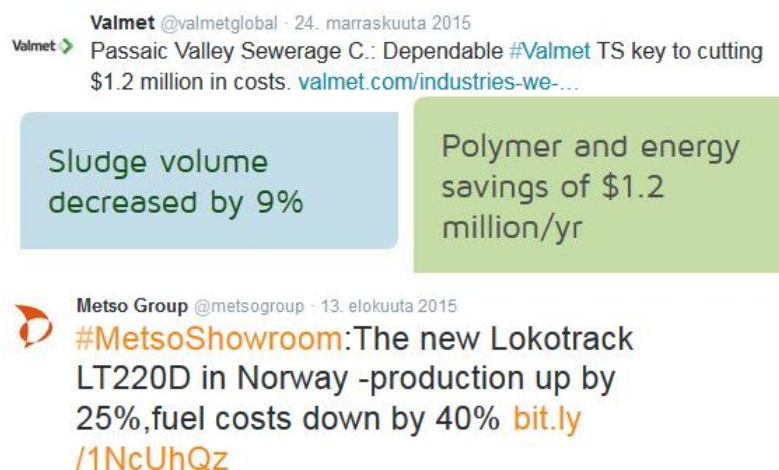 Valmet @valmetglobal · 24. marraskuuta 2015
Valmet
Passaic Valley Sewerage C.: Dependable #Valmet TS key to cutting
$1.2 million in costs. valmet.com/industries-we-…
Sludge volume
decreased by 9%
Polymer and energy
savings of $1.2
million/yr
Metso Group @metsogroup · 13. elokuuta 2015
#MetsoShowroom:The new Lokotrack
LT220D in Norway -production up by
25%,fuel costs down by 40% bit.ly
/1NcUhQz